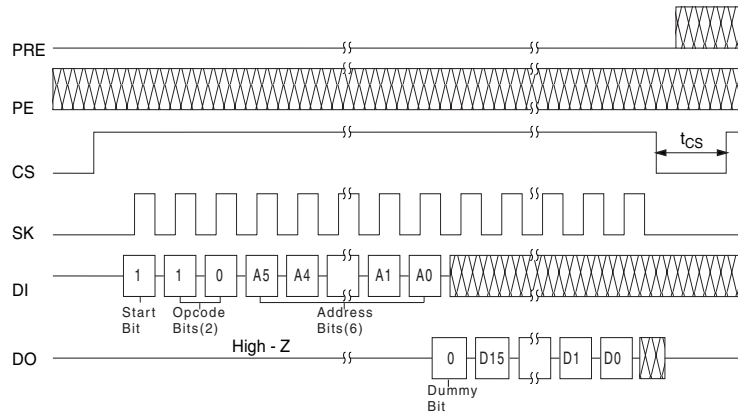 PRE
PE
CS
tCS
SK
DI
1 1 0 A5 A4 A1 A0
Start Bit
Opcode Bits(2)
Address Bits(6)
High - Z
DO
0 D15 D1 D0
Dummy Bit